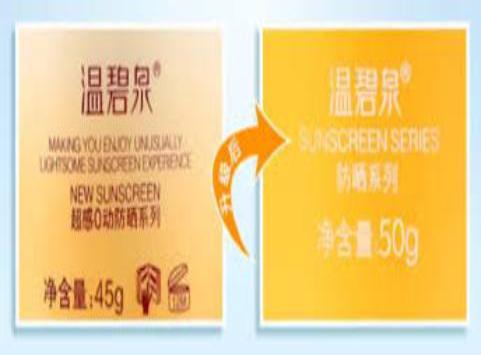 温碧泉®
MAKING YOU ENJOY UNUSUALLY
LIGHTSOME SUNSCREEN EXPERIENCE
NEW SUNSCREEN
超感0动防晒系列
净含量:45g
12M
升级后
温碧泉®
SUNSCREEN SERIES
防晒系列
净含量:50g